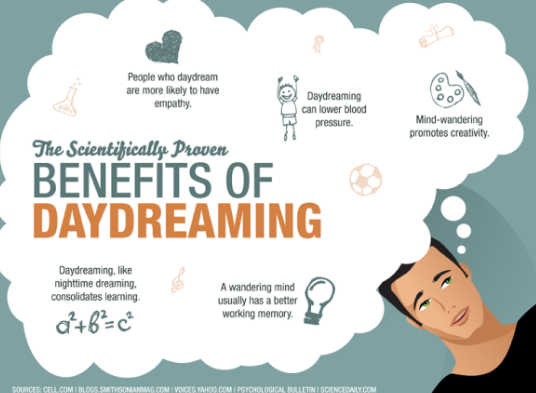 People who daydream
are more likely to have
empathy.
Daydreaming
can lower blood
pressure.
Mind-wandering
promotes creativity.
The Scientifically Proven
BENEFITS OF
DAYDREAMING
Daydreaming, like
nighttime dreaming,
consolidates learning.
a²+b²=c²
A wandering mind
usually has a better
working memory.
SOURCES: CELL.COM | BLOGS.SMITHSONIANMAG.COM | VOICES.YAHOO.COM | PSYCHOLOGICAL BULLETIN | SCIENCEDAILY.COM